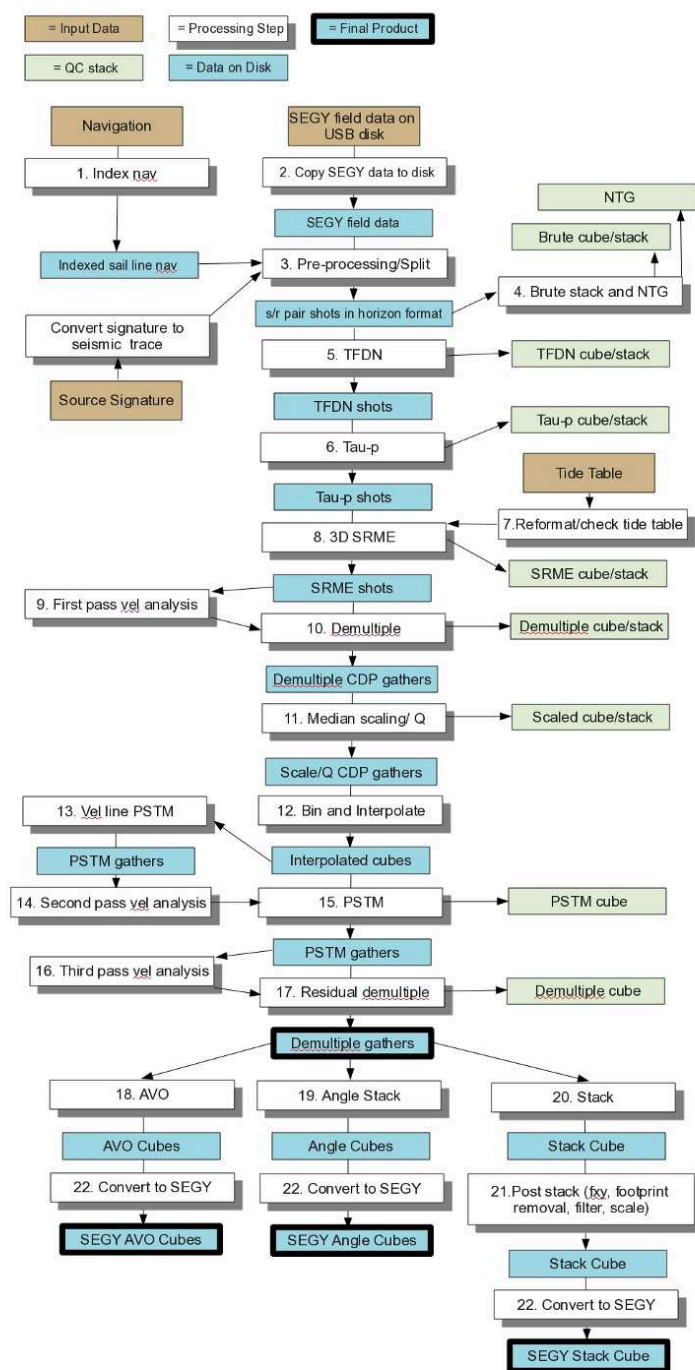 = Input Data
= Processing Step
= Final Product
= QC stack
= Data on Disk
Navigation
SEGY field data on
USB disk
1. Index nav
2. Copy SEGY data to disk
NTG
SEGY field data
Brute cube/stack
Indexed sail line nav
3. Pre-processing/Split
4. Brute stack and NTG
s/r pair shots in horizon format
Convert signature to
seismic trace
5. TFDN
TFDN cube/stack
Source Signature
TFDN shots
Tau-p cube/stack
6. Tau-p
Tide Table
Tau-p shots
7.Reformat/check tide table
8. 3D SRME
SRME cube/stack
SRME shots
9. First pass vel analysis
10. Demultiple
Demultiple cube/stack
Demultiple CDP gathers
11. Median scaling/ Q
Scaled cube/stack
Scale/Q CDP gathers
13. Vel line PSTM
12. Bin and Interpolate
PSTM gathers
Interpolated cubes
14. Second pass vel analysis
15. PSTM
PSTM cube
PSTM gathers
16. Third pass vel analysis
17. Residual demultiple
Demultiple cube
Demultiple gathers
18. AVO
19. Angle Stack
20. Stack
AVO Cubes
Angle Cubes
Stack Cube
22. Convert to SEGY
22. Convert to SEGY
21.Post stack (fxy, footprint
removal, filter, scale)
SEGY AVO Cubes
SEGY Angle Cubes
Stack Cube
22. Convert to SEGY
SEGY Stack Cube